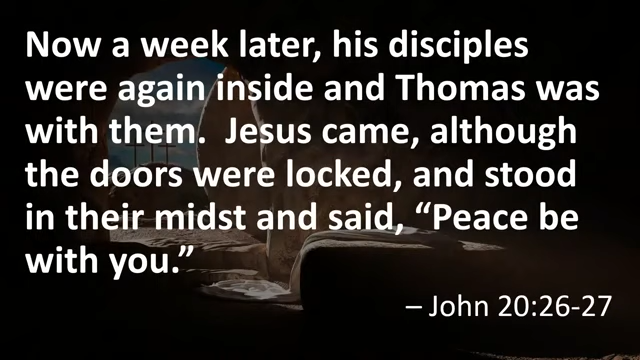 Now a week later, his disciples
were again inside and Thomas was
with them.  Jesus came, although
the doors were locked, and stood
in their midst and said, “Peace be
with you.”
– John 20:26-27